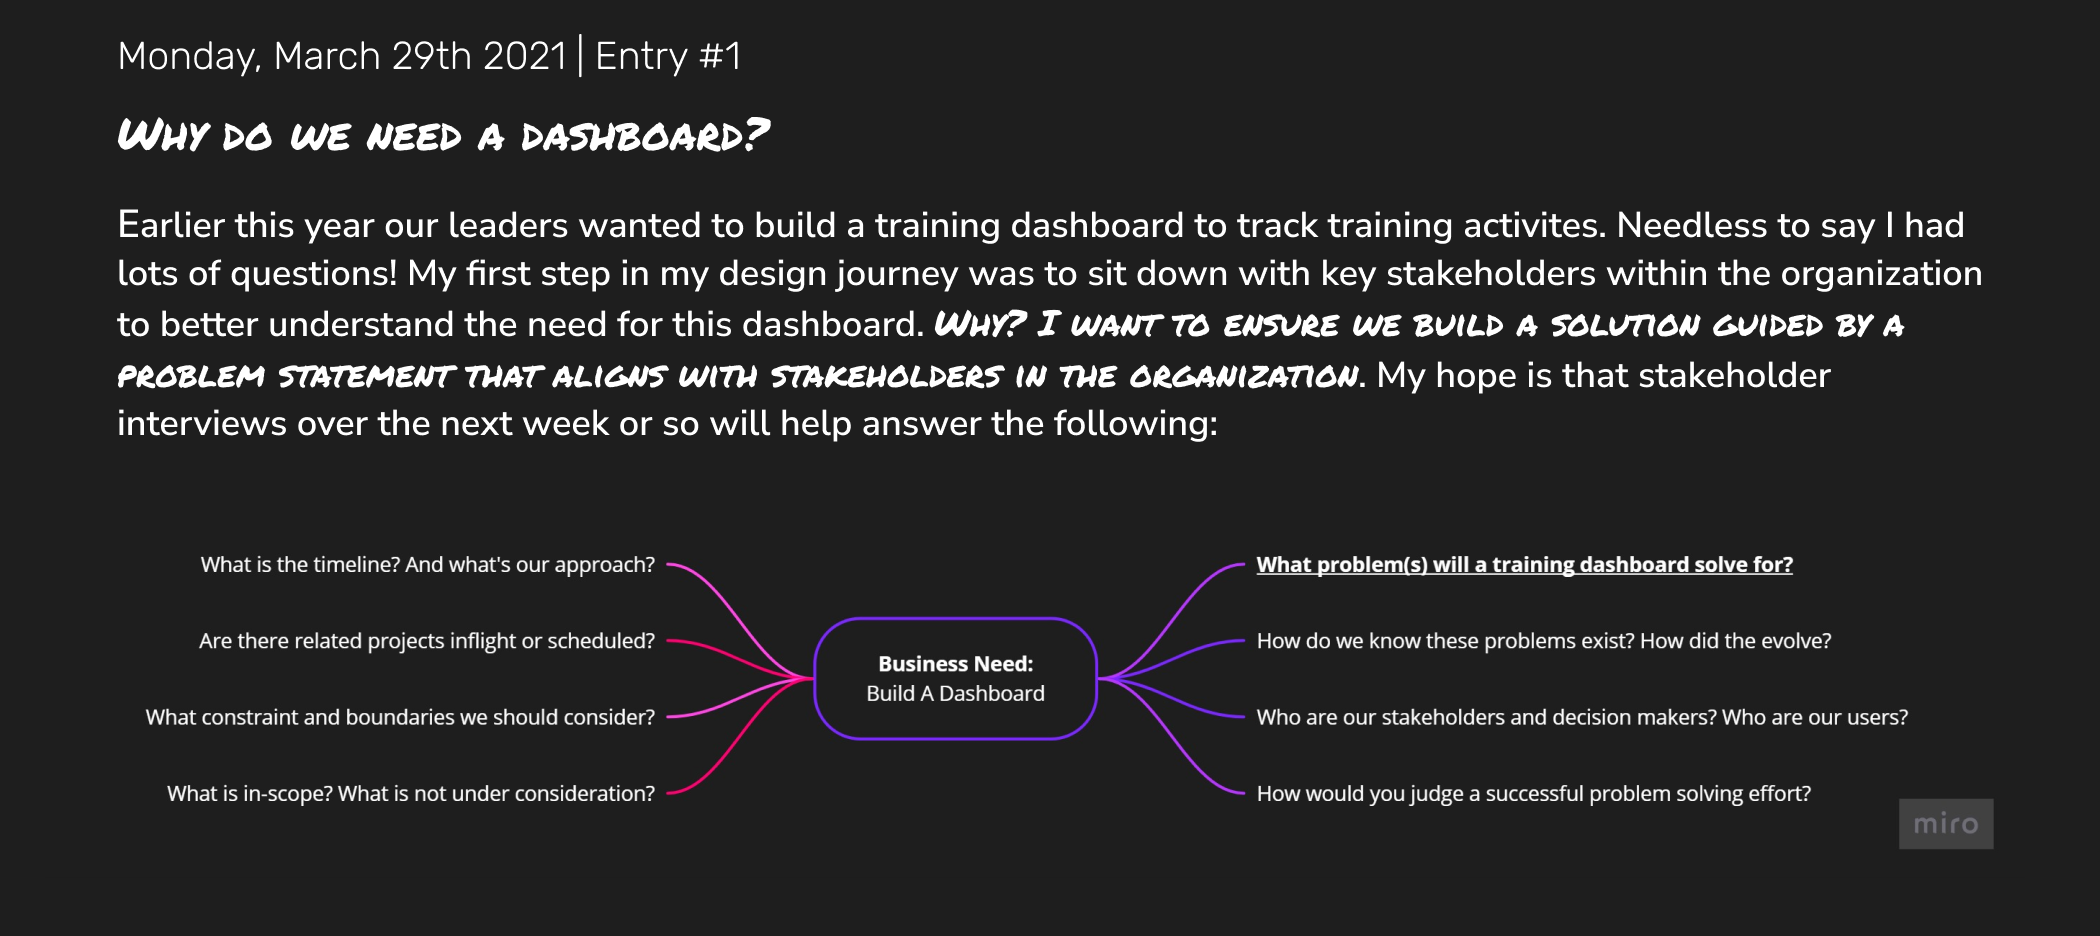 Monday, March 29th 2021 | Entry #1
Why do we need a dashboard?
Earlier this year our leaders wanted to build a training dashboard to track training activites. Needless to say I had
lots of questions! My first step in my design journey was to sit down with key stakeholders within the organization
to better understand the need for this dashboard. Why? I want to ensure we build a solution guided by a
problem statement that aligns with stakeholders in the organization. My hope is that stakeholder
interviews over the next week or so will help answer the following:
What is the timeline? And what's our approach?
Are there related projects inflight or scheduled?
What constraint and boundaries we should consider?
What is in-scope? What is not under consideration?
Business Need:
Build A Dashboard
What problem(s) will a training dashboard solve for?
How do we know these problems exist? How did the evolve?
Who are our stakeholders and decision makers? Who are our users?
How would you judge a successful problem solving effort?
miro